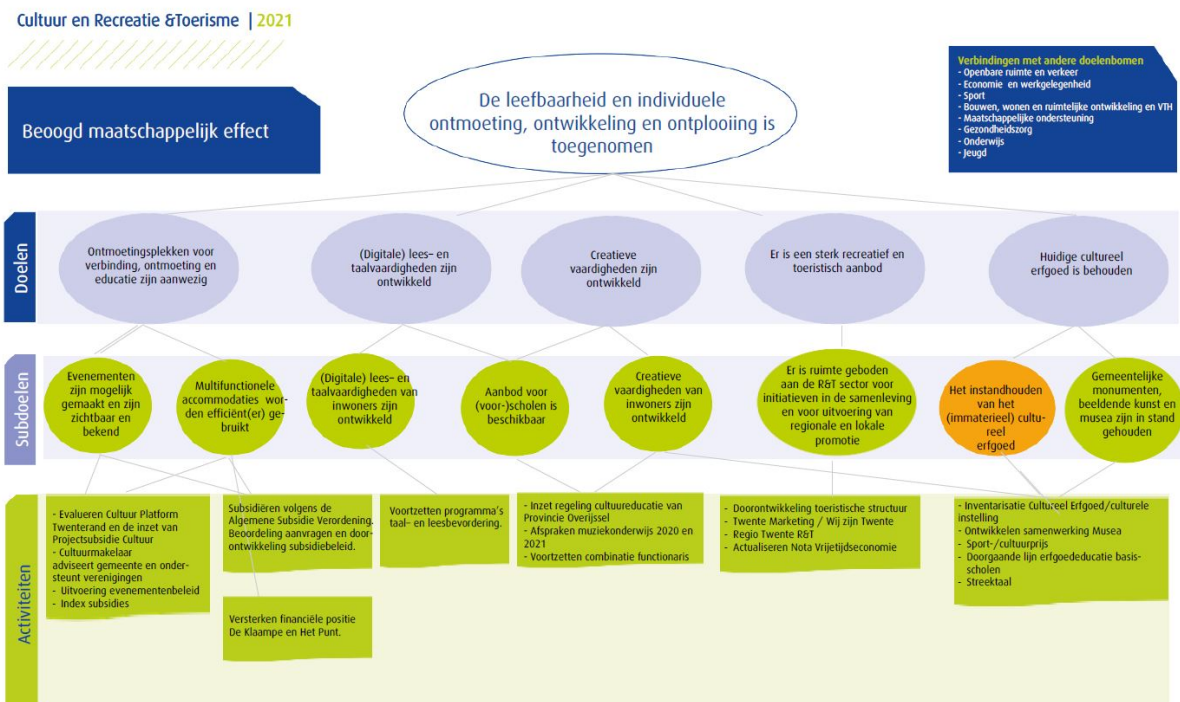 Cultuur en Recreatie &Toerisme | 2021
Beoogd maatschappelijk effect
De leefbaarheid en individuele
ontmoeting, ontwikkeling en ontplooiing is
toegenomen
Verbindingen met andere doelenbomen
- Openbare ruimte en verkeer
- Economie en werkgelegenheid
- Sport
- Bouwen, wonen en ruimtelijke ontwikkeling en VTH
- Maatschappelijke ondersteuning
- Gezondheidszorg
- Onderwijs
- Jeugd
Doelen
Ontmoetingsplekken voor
verbinding, ontmoeting en
educatie zijn aanwezig
(Digitale) lees- en
taalvaardigheden zijn
ontwikkeld
Creatieve
vaardigheden zijn
ontwikkeld
Er is een sterk recreatief en
toeristisch aanbod
Huidige cultureel
erfgoed is behouden
Subdoelen
Evenementen
zijn mogelijk
gemaakt en zijn
zichtbaar en
bekend
Multifunctionele
accommodaties wor-
den efficiënt(er) ge-
bruikt
(Digitale) lees- en
taalvaardigheden van
inwoners zijn
ontwikkeld
Aanbod voor
(voor-)scholen is
beschikbaar
Creatieve
vaardigheden van
inwoners zijn
ontwikkeld
Er is ruimte geboden
aan de R&T sector voor
initiatieven in de samenleving
en voor uitvoering van
regionale en lokale
promotie
Het instandhouden
van het
(immaterieel) cultu-
reel
erfgoed
Gemeentelijke
monumenten,
beeldende kunst en
musea zijn in stand
gehouden
Activiteiten
- Evalueren Cultuur Platform
Twenterand en de inzet van
Projectsubsidie Cultuur
- Cultuurmakelaar
adviseert gemeente en onder-
steunt verenigingen
- Uitvoering evenementenbeleid
- Index subsidies
Subsidiëren volgens de
Algemene Subsidie Verordening.
Beoordeling aanvragen en door-
ontwikkeling subsidiebeleid.
Versterken financiële positie
De Klaampe en Het Punt.
Voortzetten programma's
taal- en leesbevordering.
- Inzet regeling cultuureducatie van
Provincie Overijssel
- Afspraken muziekonderwijs 2020 en
2021
- Voortzetten combinatie functionaris
- Doorontwikkeling toeristische structuur
- Twente Marketing / Wij zijn Twente
- Regio Twente R&T
- Actualiseren Nota Vrijetijdseconomie
- Inventarisatie Cultureel Erfgoed/culturele
instelling
- Ontwikkelen samenwerking Musea
- Sport-/cultuurprijs
- Doorgaande lijn erfgoededucatie basis-
scholen
- Streektaal